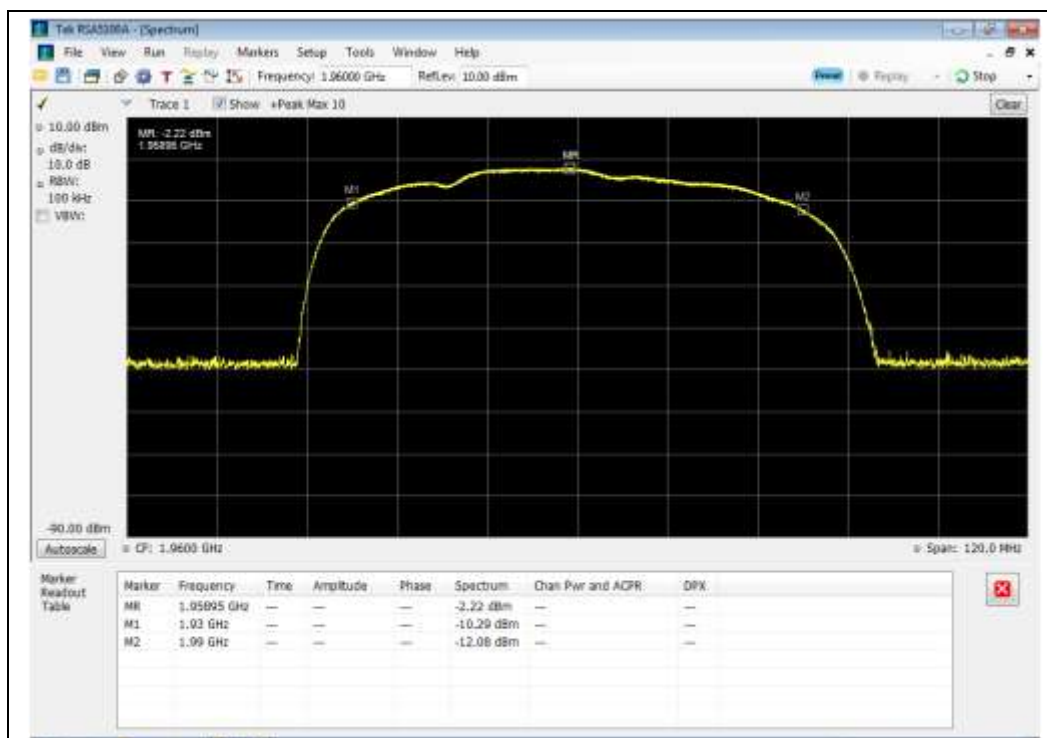 Tek RSA5100A - [Spectrum]
File View Run Replay Markers Setup Tools Window Help
Frequency: 1.96000 GHz RefLev: 10.00 dBm Preset Replay Stop
Trace 1 Show +Peak Max 10 Clear
10.00 dBm
dB/div:
10.0 dB
RBW:
100 kHz
VBW:
MR: -2.22 dBm
1.95895 GHz
MR
M1
M2
-90.00 dBm
Autoscale CF: 1.9600 GHz Span: 120.0 MHz
Marker
Readout
Table
Marker Frequency Time Amplitude Phase Spectrum Chan Pwr and ACPR DPX
MR 1.95895 GHz --- --- --- -2.22 dBm --- ---
M1 1.93 GHz --- --- --- -10.29 dBm --- ---
M2 1.99 GHz --- --- --- -12.08 dBm --- ---